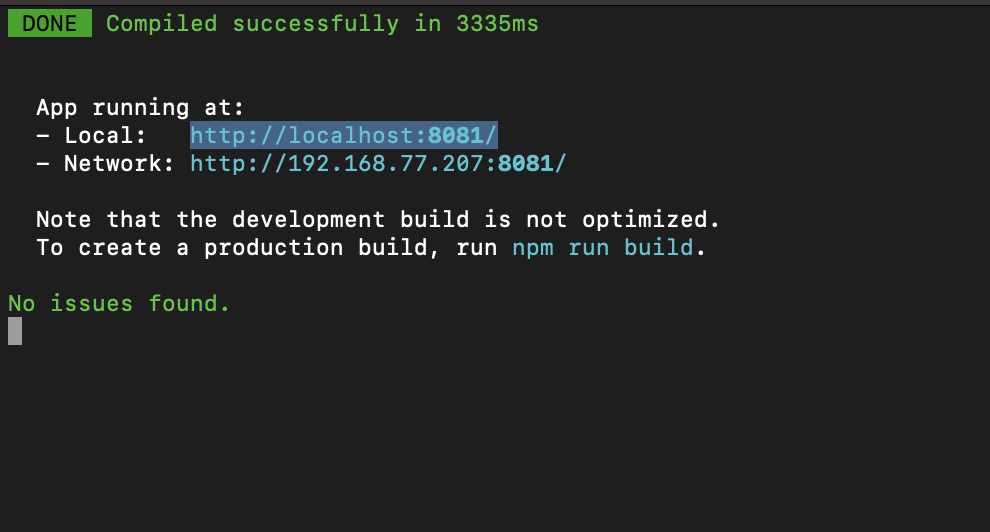 DONE Compiled successfully in 3335ms
App running at:
- Local: http://localhost:8081/
- Network: http://192.168.77.207:8081/
Note that the development build is not optimized.
To create a production build, run npm run build.
No issues found.